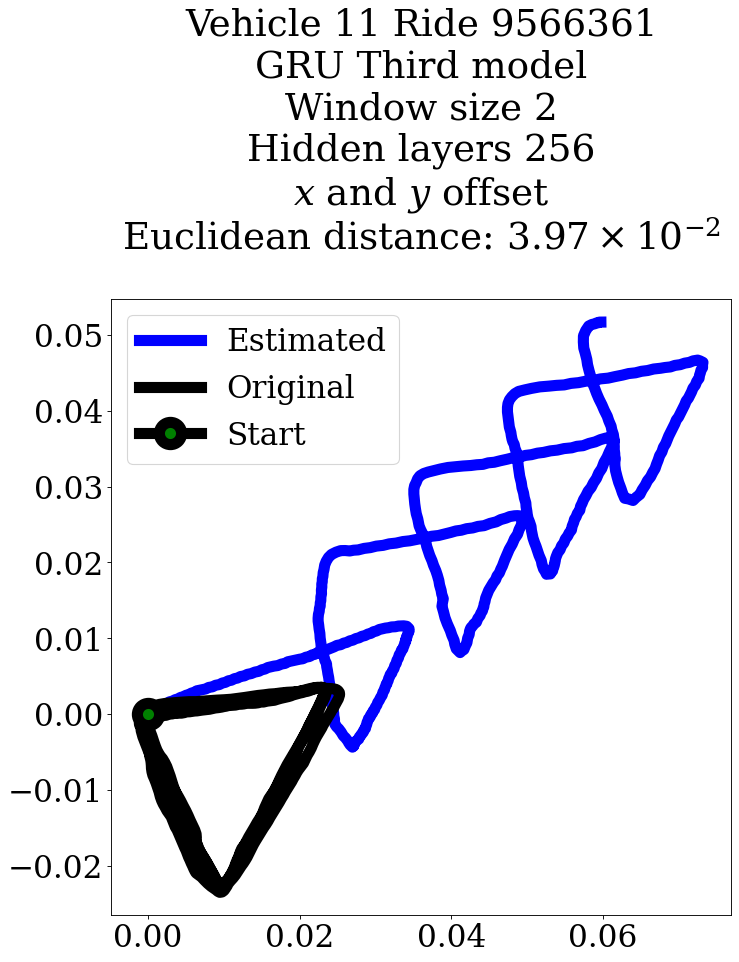 Vehicle 11 Ride 9566361
GRU Third model
Window size 2
Hidden layers 256
x and y offset
Euclidean distance: 3.97 × 10⁻²
Estimated
Original
Start
0.05
0.04
0.03
0.02
0.01
0.00
−0.01
−0.02
0.00 0.02 0.04 0.06